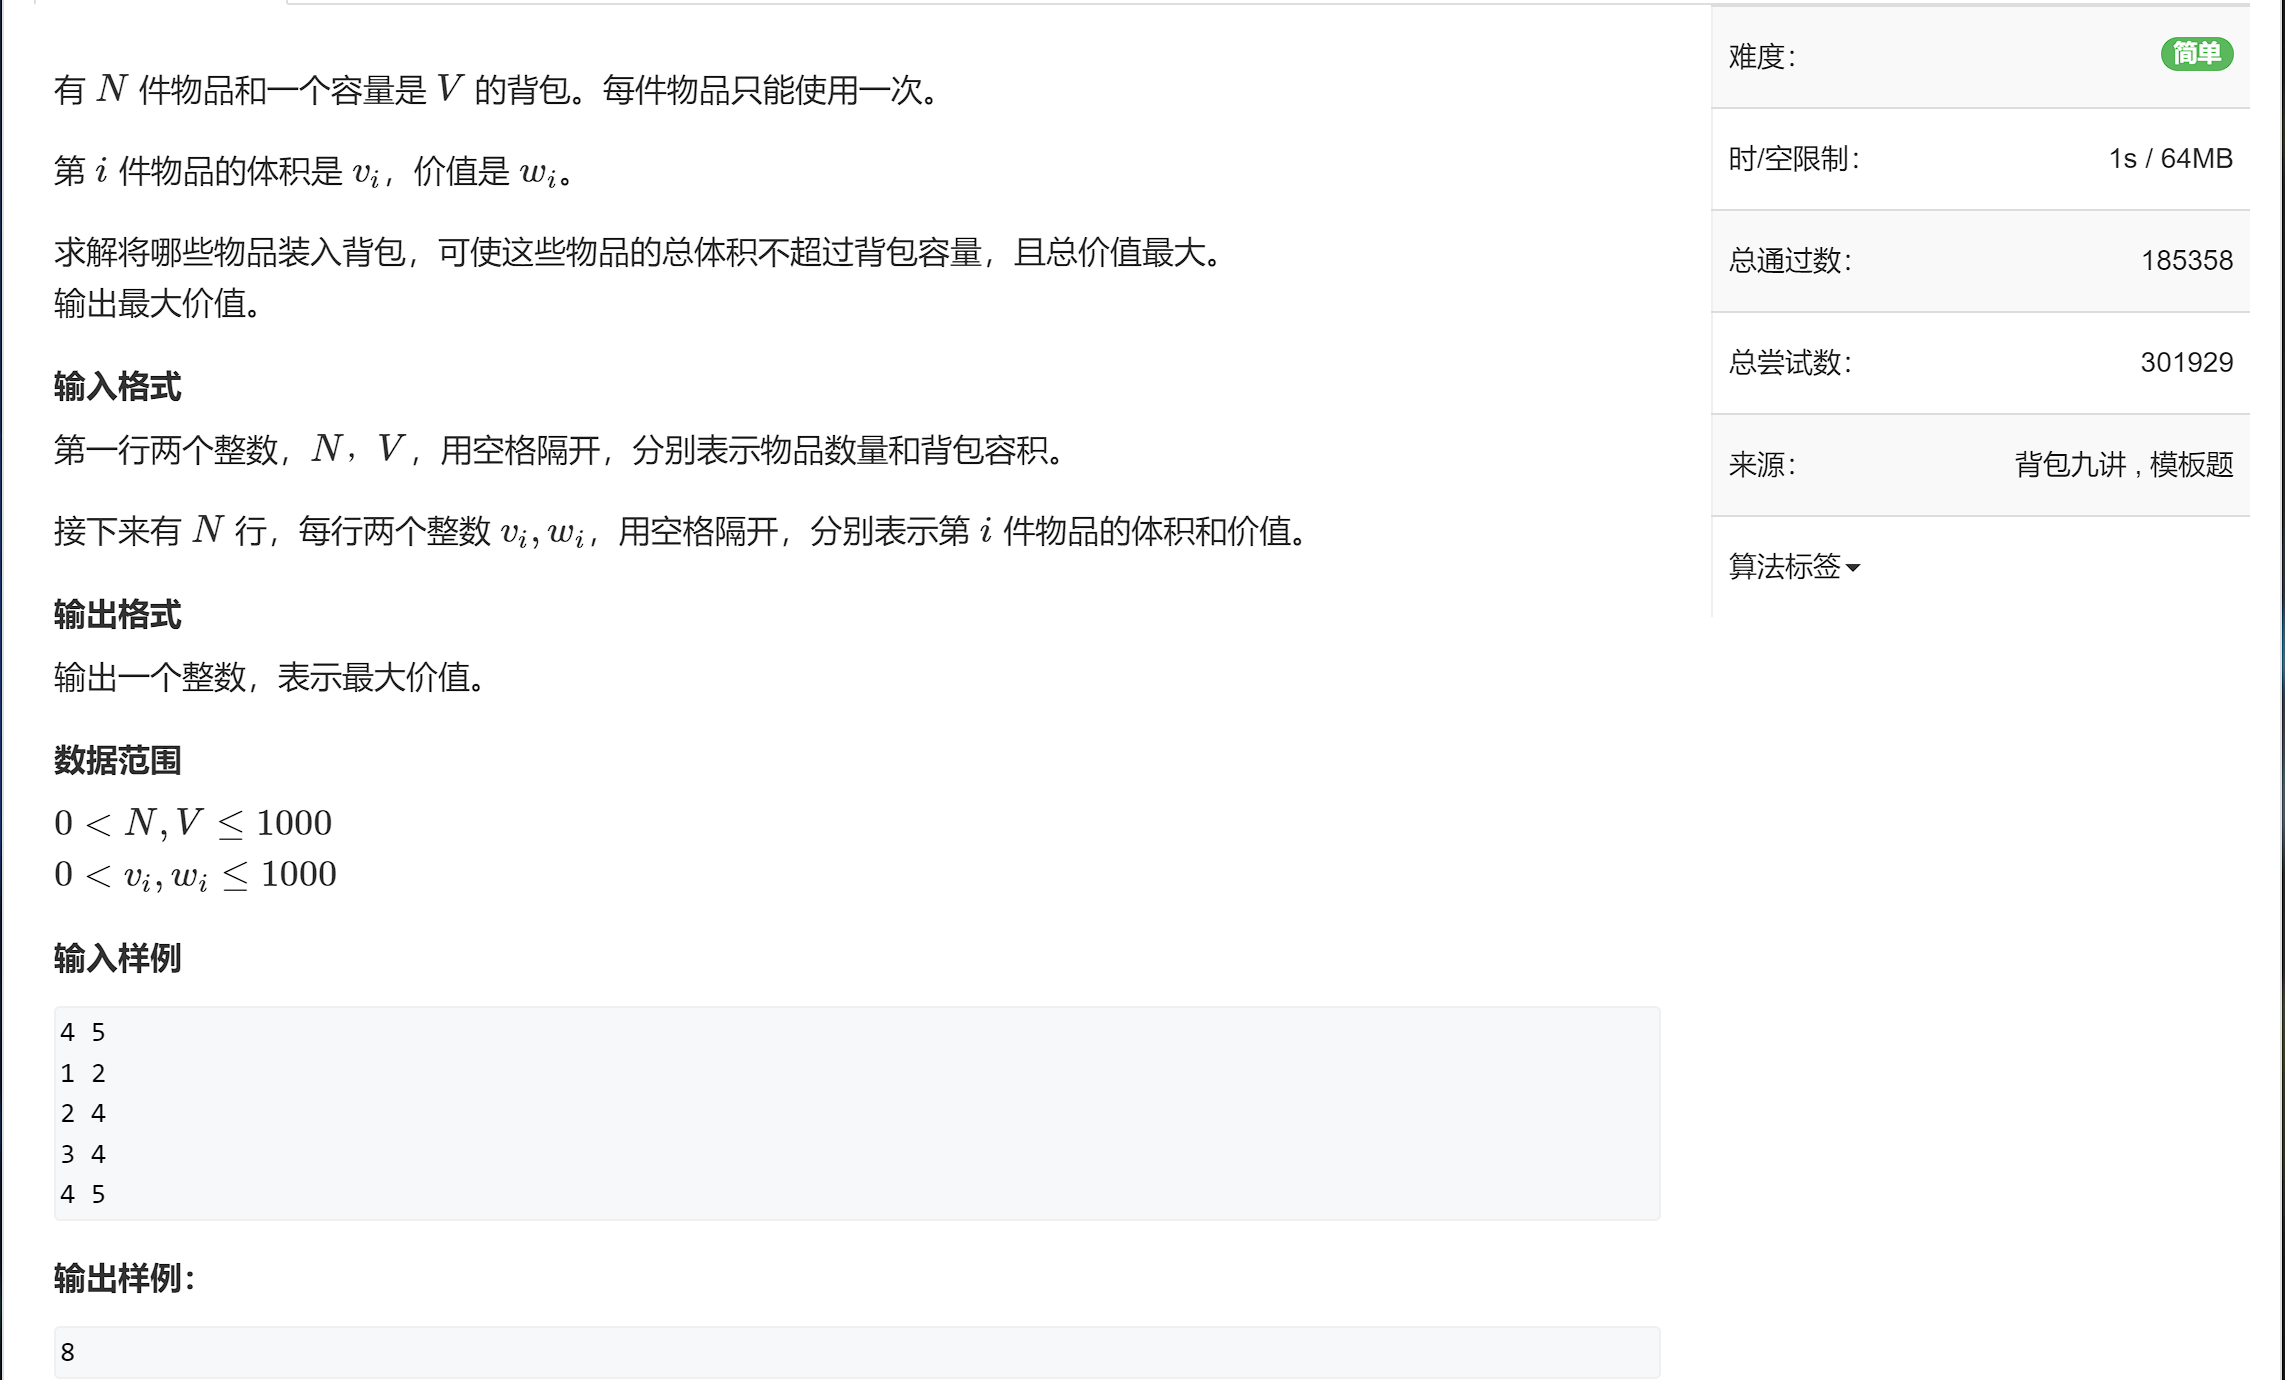 有 N 件物品和一个容量是 V 的背包。每件物品只能使用一次。
第 i 件物品的体积是 vi，价值是 wi。
求解将哪些物品装入背包，可使这些物品的总体积不超过背包容量，且总价值最大。
输出最大价值。
输入格式
第一行两个整数，N，V，用空格隔开，分别表示物品数量和背包容积。
接下来有 N 行，每行两个整数 vi, wi，用空格隔开，分别表示第 i 件物品的体积和价值。
输出格式
输出一个整数，表示最大价值。
数据范围
0 < N, V ≤ 1000
0 < vi, wi ≤ 1000
输入样例
4 5
1 2
2 4
3 4
4 5
输出样例：
8
难度： 简单
时/空限制： 1s / 64MB
总通过数： 185358
总尝试数： 301929
来源： 背包九讲 , 模板题
算法标签